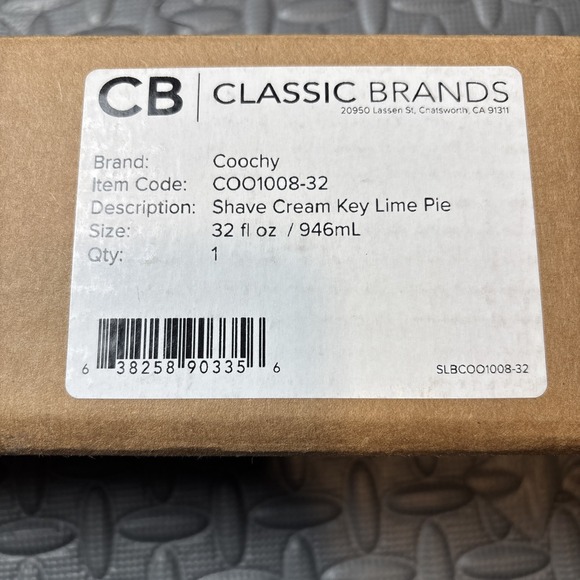 CB | CLASSIC BRANDS
20950 Lassen St, Chatsworth, CA 91311
Brand: Coochy
Item Code: COO1008-32
Description: Shave Cream Key Lime Pie
Size: 32 fl oz / 946mL
Qty: 1
6 38258 90335 6
SLBCOO1008-32